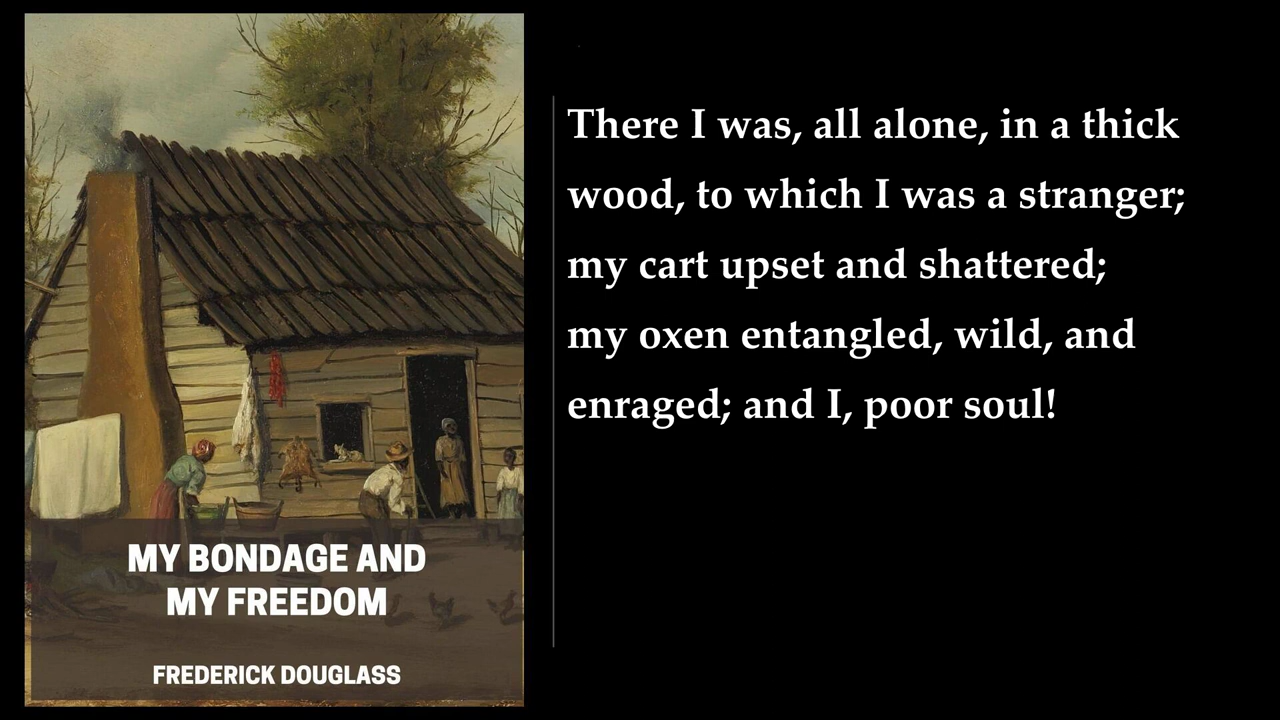 There I was, all alone, in a thick
wood, to which I was a stranger;
my cart upset and shattered;
my oxen entangled, wild, and
enraged; and I, poor soul!
MY BONDAGE AND
MY FREEDOM
FREDERICK DOUGLASS